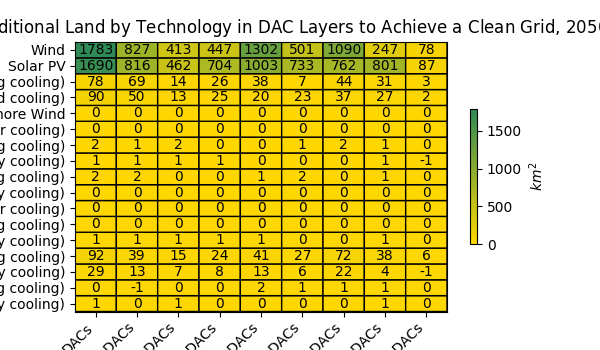 ditional Land by Technology in DAC Layers to Achieve a Clean Grid, 205
Wind 1783 827 413 447 1302 501 1090 247 78
Solar PV 1690 816 462 704 1003 733 762 801 87
g cooling) 78 69 14 26 38 7 44 31 3
d cooling) 90 50 13 25 20 23 37 27 2
ore Wind 0 0 0 0 0 0 0 0 0
r cooling) 0 0 0 0 0 0 0 0 0
g cooling) 2 1 2 0 0 1 2 1 0
y cooling) 1 1 1 1 0 0 0 1 -1
g cooling) 2 2 0 0 1 2 0 1 0
y cooling) 0 0 0 0 0 0 0 0 0
r cooling) 0 0 0 0 0 0 0 0 0
g cooling) 0 0 0 0 0 0 0 0 0
y cooling) 1 1 1 1 1 0 0 1 0
g cooling) 92 39 15 24 41 27 72 38 6
y cooling) 29 13 7 8 13 6 22 4 -1
g cooling) 0 -1 0 0 2 1 1 1 0
y cooling) 1 0 1 0 0 0 0 1 0
DACs DACs DACs DACs DACs DACs DACs DACs DACs
1500
1000
500
0
km²